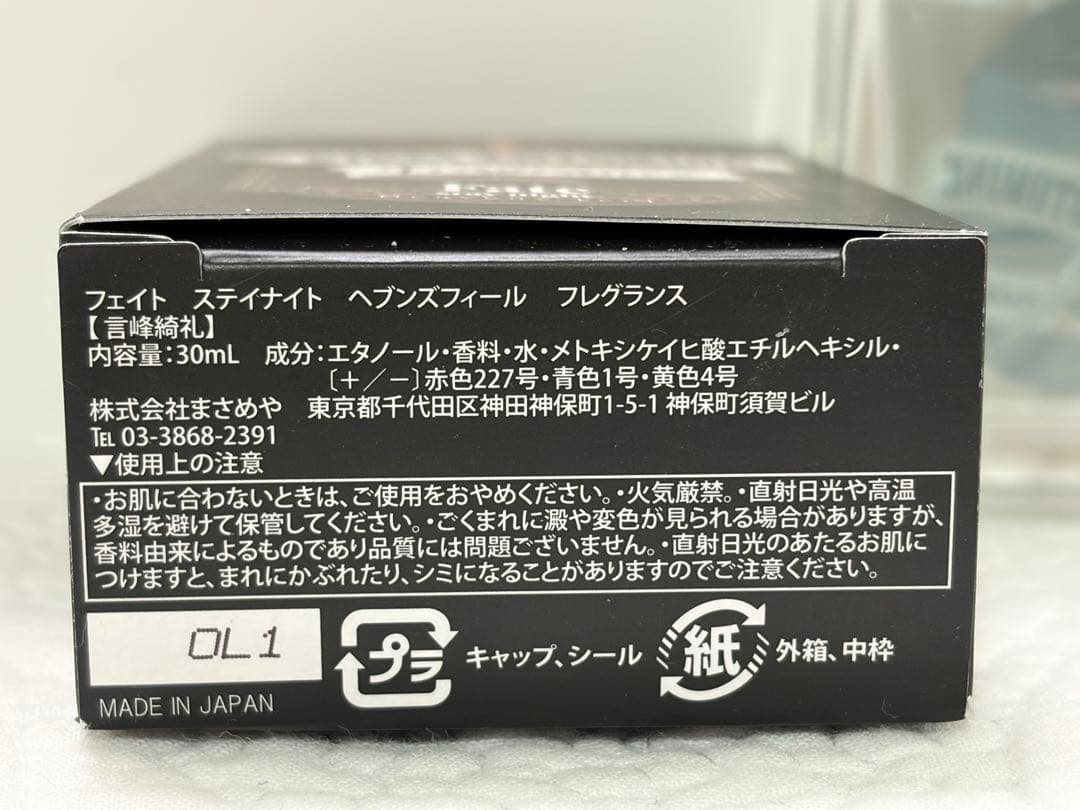 Fate
フェイト ステイナイト ヘブンズフィール フレグランス
【言峰綺礼】
内容量:30mL 成分:エタノール・香料・水・メトキシケイヒ酸エチルヘキシル・
〔+/−〕赤色227号・青色1号・黄色4号
株式会社まさめや 東京都千代田区神田神保町1-5-1 神保町須賀ビル
℡ 03-3868-2391
▼使用上の注意
・お肌に合わないときは、ご使用をおやめください。・火気厳禁。・直射日光や高温
多湿を避けて保管してください。・ごくまれに澱や変色が見られる場合がありますが、
香料由来によるものであり品質には問題ございません。・直射日光のあたるお肌に
つけますと、まれにかぶれたり、シミになることがありますのでご注意ください。
OL1
プラ キャップ、シール
紙 外箱、中枠
MADE IN JAPAN